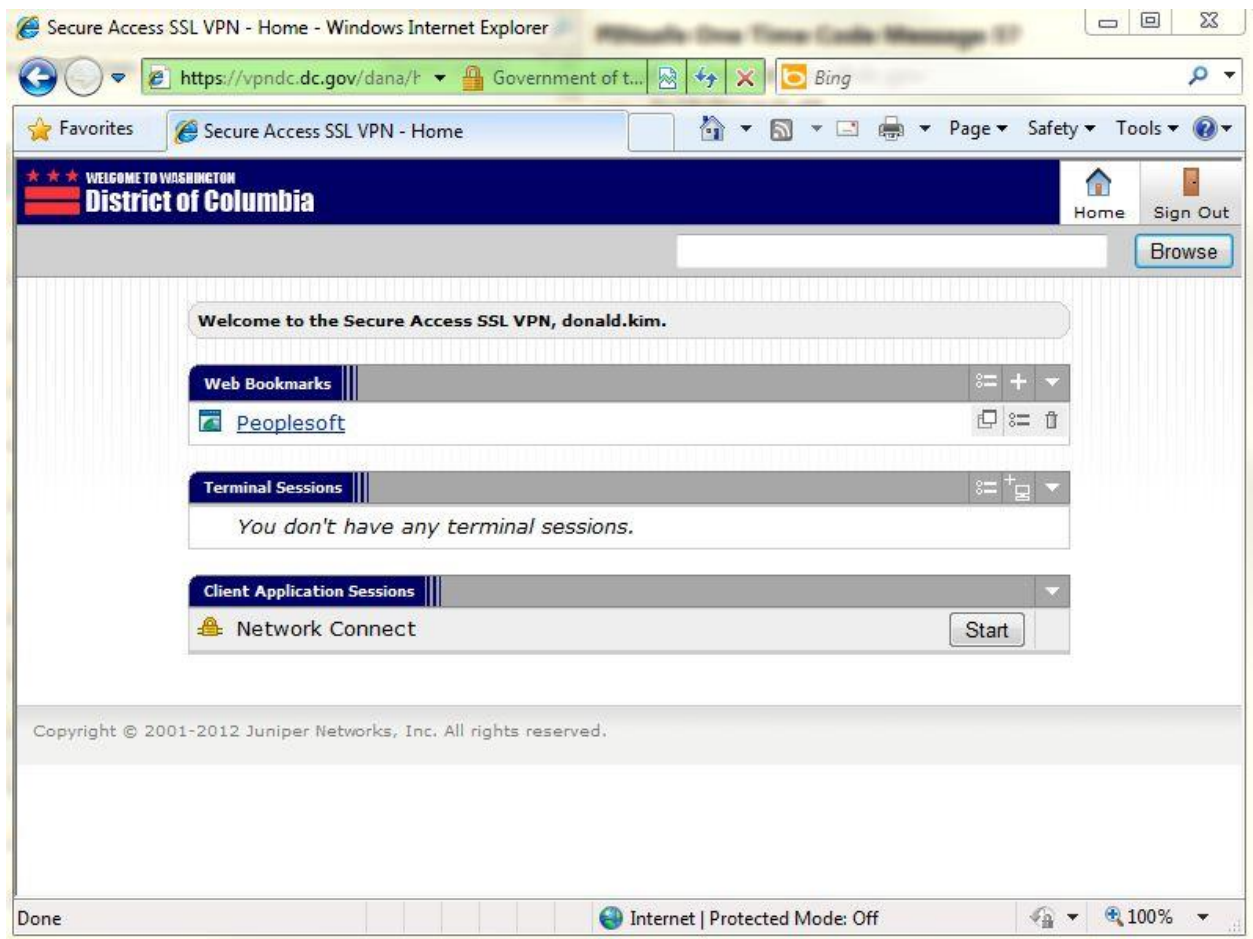 Secure Access SSL VPN - Home - Windows Internet Explorer
https://vpndc.dc.gov/dana/h
Government of t...
Bing
Favorites
Secure Access SSL VPN - Home
Page
Safety
Tools
WELCOME TO WASHINGTON
District of Columbia
Home
Sign Out
Browse
Welcome to the Secure Access SSL VPN, donald.kim.
Web Bookmarks
Peoplesoft
Terminal Sessions
You don't have any terminal sessions.
Client Application Sessions
Network Connect
Start
Copyright © 2001-2012 Juniper Networks, Inc. All rights reserved.
Done
Internet | Protected Mode: Off
100%